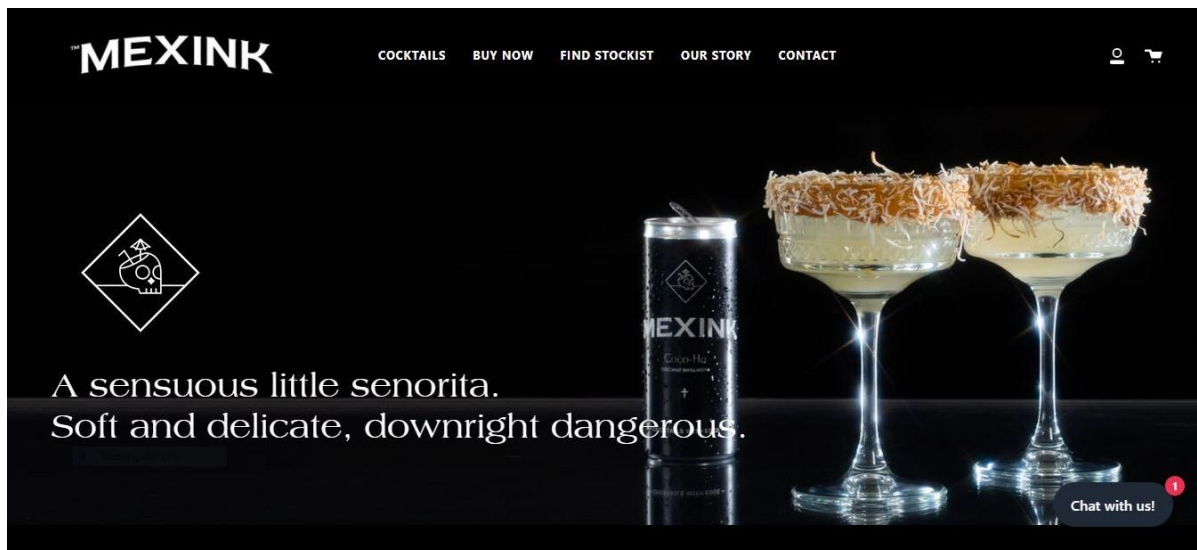 ™MEXINK
COCKTAILS BUY NOW FIND STOCKIST OUR STORY CONTACT
MEXINK
Coco-Ha
A sensuous little senorita.
Soft and delicate, downright dangerous.
1
Chat with us!